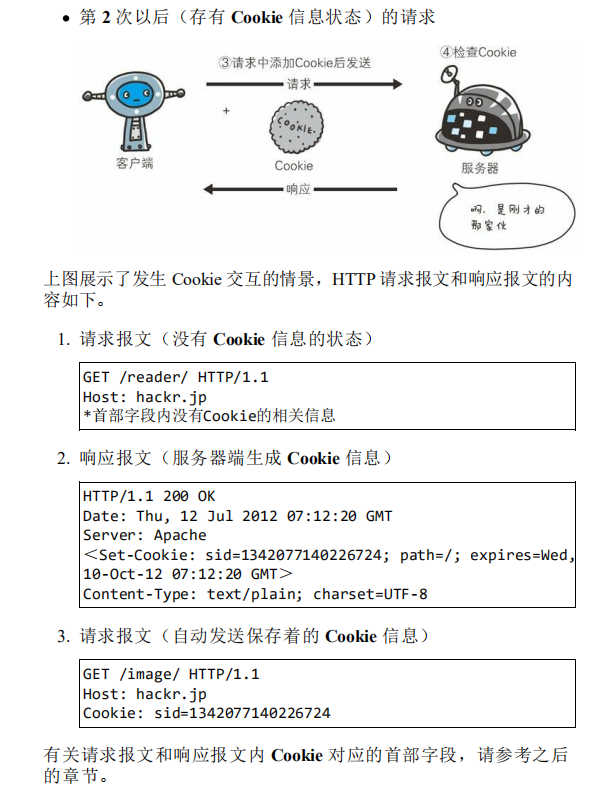 • 第 2 次以后（存有 Cookie 信息状态）的请求
③请求中添加Cookie后发送
④检查Cookie
请求
+
COOKIE.
客户端
Cookie
服务器
响应
啊，是刚才的
那家伙
上图展示了发生 Cookie 交互的情景，HTTP 请求报文和响应报文的内
容如下。
1. 请求报文（没有 Cookie 信息的状态）
GET /reader/ HTTP/1.1
Host: hackr.jp
*首部字段内没有Cookie的相关信息
2. 响应报文（服务器端生成 Cookie 信息）
HTTP/1.1 200 OK
Date: Thu, 12 Jul 2012 07:12:20 GMT
Server: Apache
＜Set-Cookie: sid=1342077140226724; path=/; expires=Wed,
10-Oct-12 07:12:20 GMT＞
Content-Type: text/plain; charset=UTF-8
3. 请求报文（自动发送保存着的 Cookie 信息）
GET /image/ HTTP/1.1
Host: hackr.jp
Cookie: sid=1342077140226724
有关请求报文和响应报文内 Cookie 对应的首部字段，请参考之后
的章节。